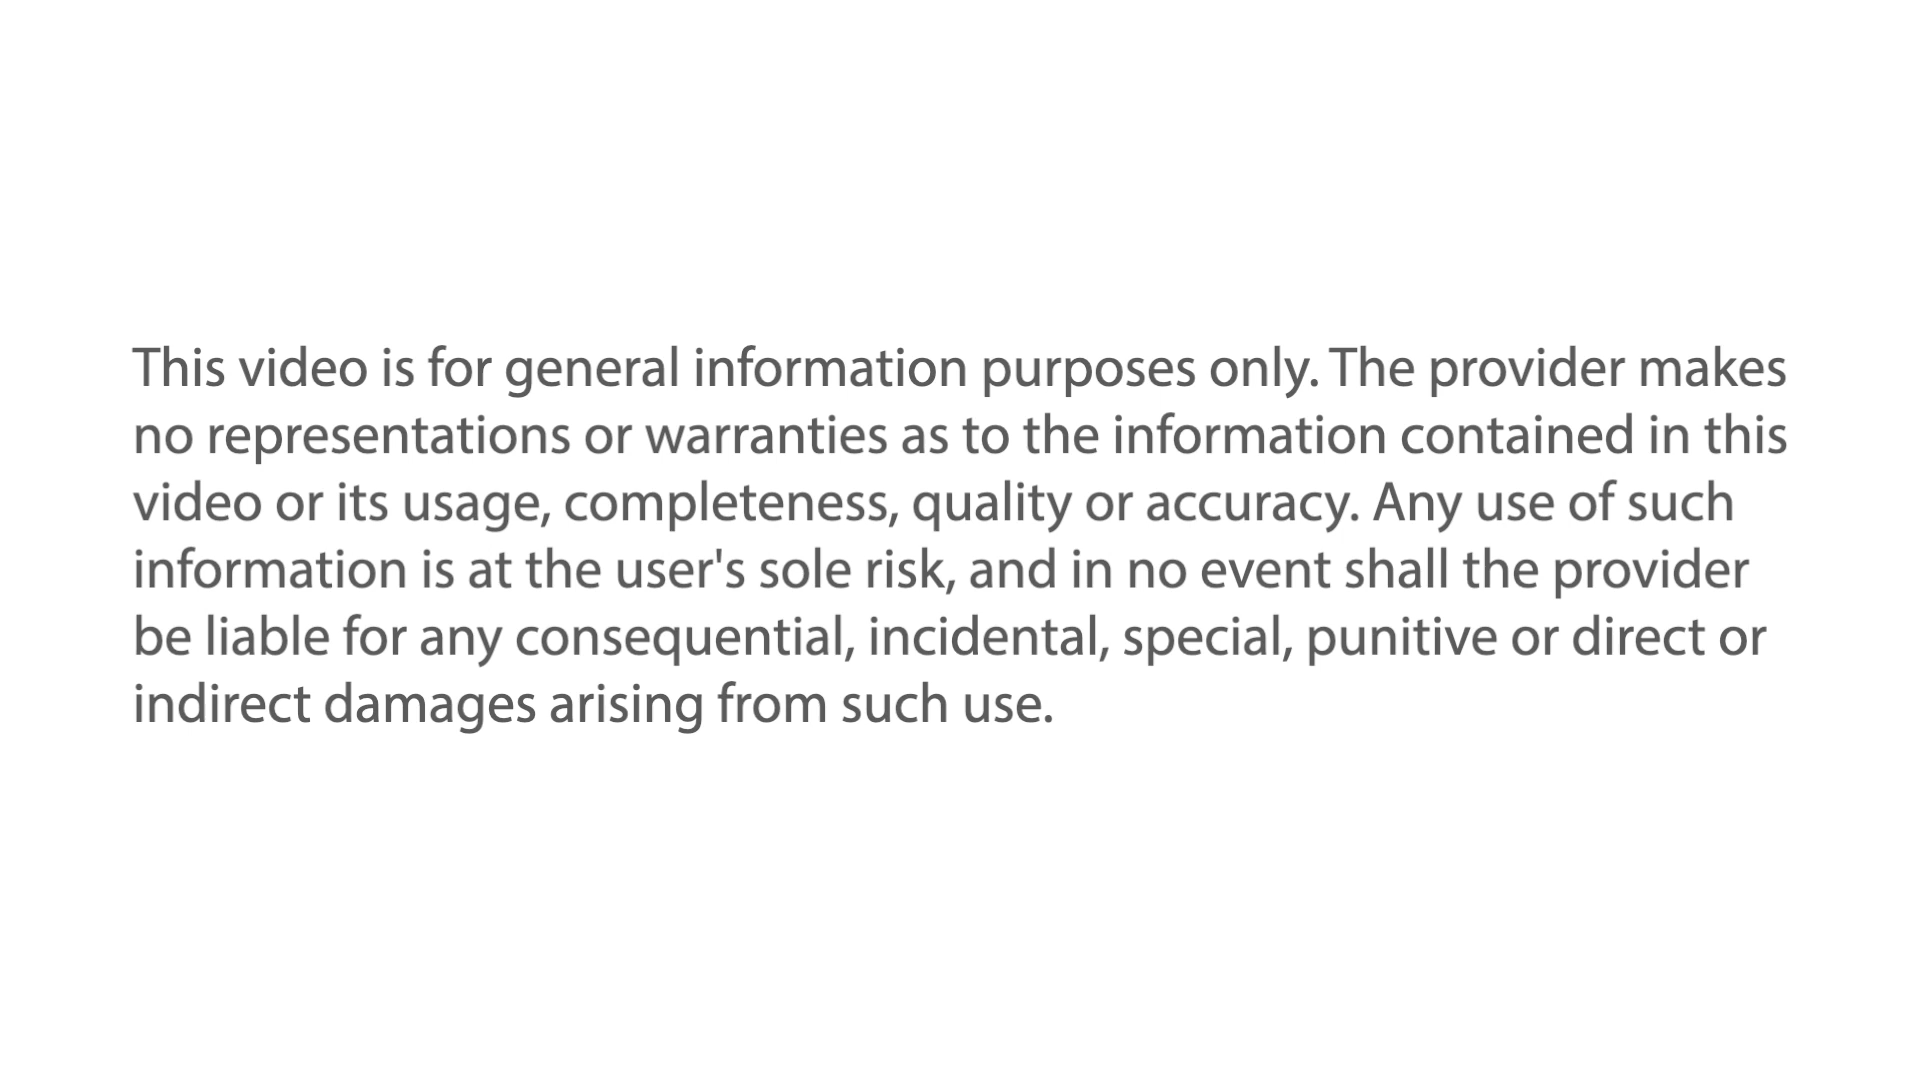 This video is for general information purposes only. The provider makes
no representations or warranties as to the information contained in this
video or its usage, completeness, quality or accuracy. Any use of such
information is at the user's sole risk, and in no event shall the provider
be liable for any consequential, incidental, special, punitive or direct or
indirect damages arising from such use.